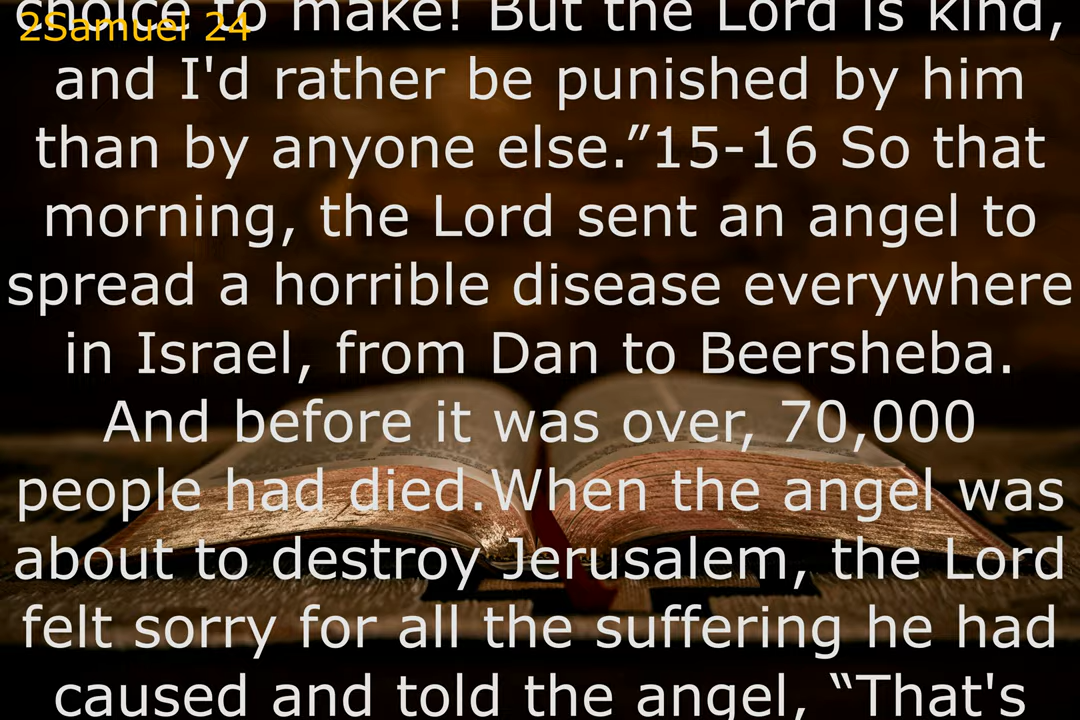 choice to make! But the Lord is kind,
2Samuel 24
and I'd rather be punished by him
than by anyone else.”15-16 So that
morning, the Lord sent an angel to
spread a horrible disease everywhere
in Israel, from Dan to Beersheba.
And before it was over, 70,000
people had died.When the angel was
about to destroy Jerusalem, the Lord
felt sorry for all the suffering he had
caused and told the angel, “That's